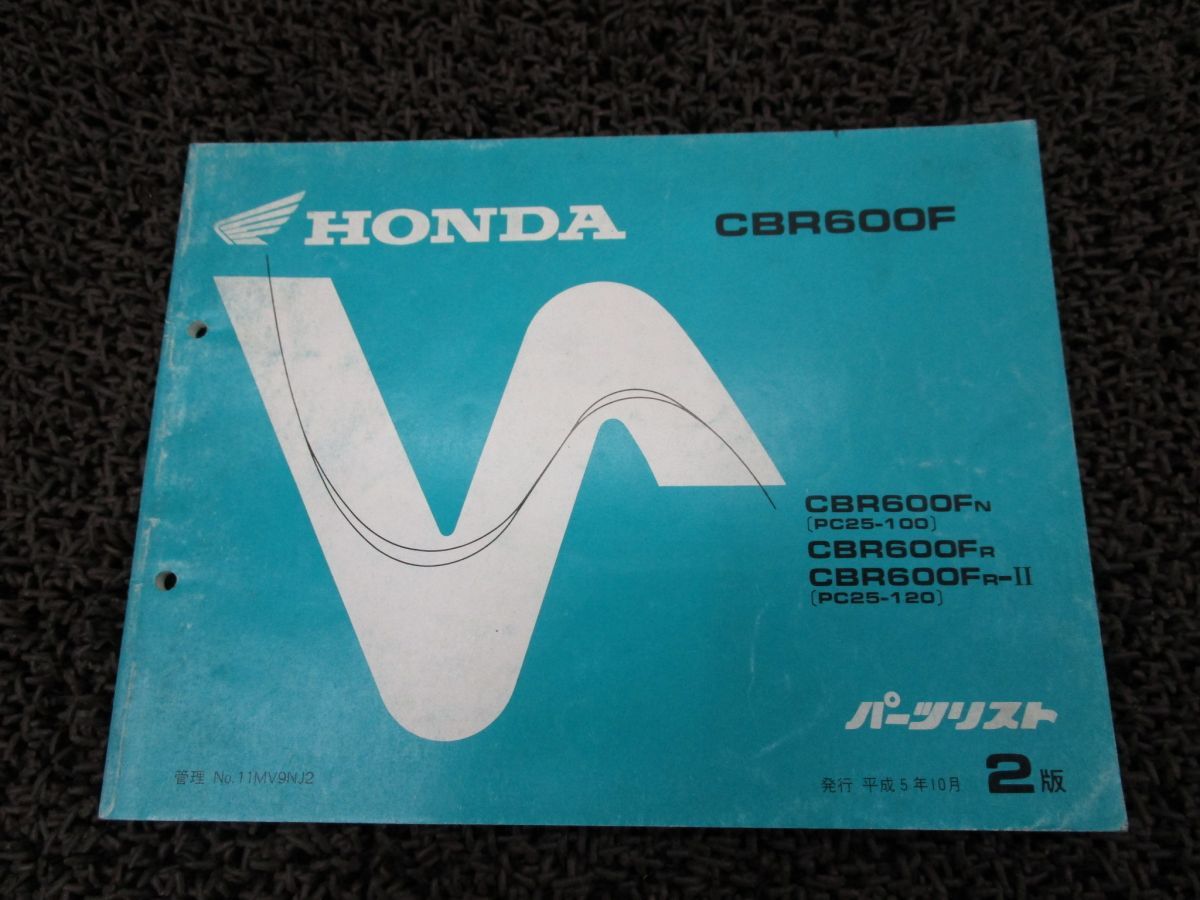 HONDA
CBR600F
CBR600FN
〔PC25-100〕
CBR600FR
CBR600FR-II
〔PC25-120〕
パーツリスト
管理 No.11MV9NJ2
発行 平成5年10月 2版